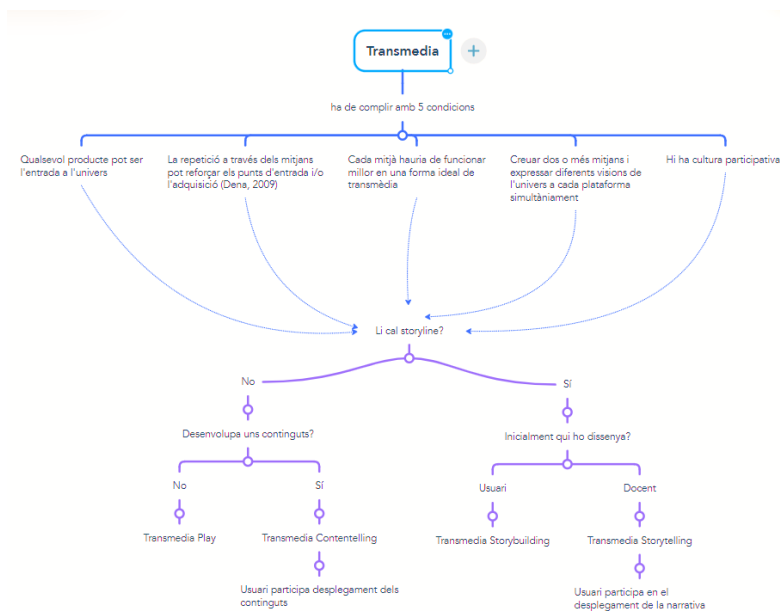 Transmedia
ha de complir amb 5 condicions
Qualsevol producte pot ser
l'entrada a l'univers
La repetició a través dels mitjans
pot reforçar els punts d'entrada i/o
l'adquisició (Dena, 2009)
Cada mitjà hauria de funcionar
millor en una forma ideal de
transmèdia
Creuar dos o més mitjans i
expressar diferents visions de
l'univers a cada plataforma
simultàniament
Hi ha cultura participativa
Li cal storyline?
No
Sí
Desenvolupa uns continguts?
Inicialment qui ho dissenya?
No
Sí
Usuari
Docent
Transmedia Play
Transmedia Contentelling
Transmedia Storybuilding
Transmedia Storytelling
Usuari participa desplegament dels
continguts
Usuari participa en el
desplegament de la narrativa